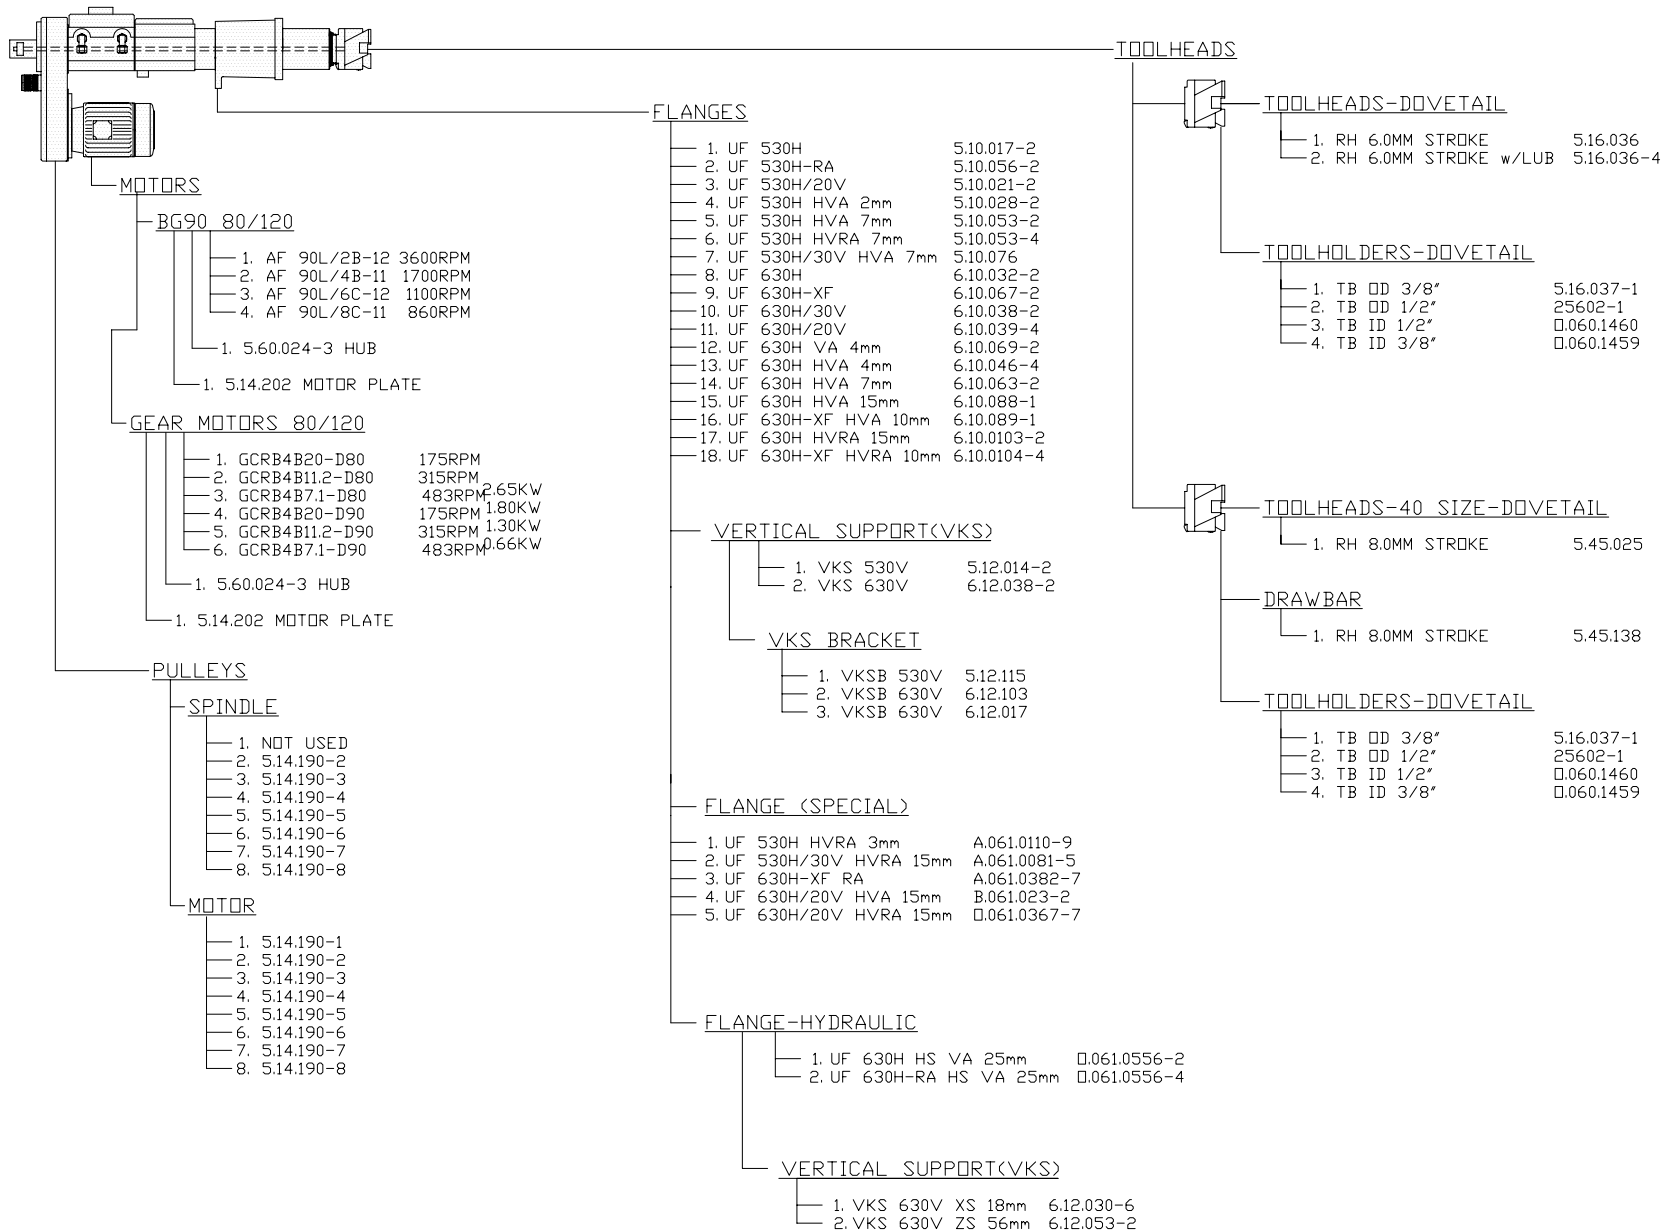 TOOLHEADS
TOOLHEADS-DOVETAIL
1. RH 6.0MM STROKE 5.16.036
2. RH 6.0MM STROKE w/LUB 5.16.036-4
TOOLHOLDERS-DOVETAIL
1. TB OD 3/8" 5.16.037-1
2. TB OD 1/2" 25602-1
3. TB ID 1/2" O.060.1460
4. TB ID 3/8" O.060.1459
TOOLHEADS-40 SIZE-DOVETAIL
1. RH 8.0MM STROKE 5.45.025
DRAWBAR
1. RH 8.0MM STROKE 5.45.138
TOOLHOLDERS-DOVETAIL
1. TB OD 3/8" 5.16.037-1
2. TB OD 1/2" 25602-1
3. TB ID 1/2" O.060.1460
4. TB ID 3/8" O.060.1459
FLANGES
1. UF 530H 5.10.017-2
2. UF 530H-RA 5.10.056-2
3. UF 530H/20V 5.10.021-2
4. UF 530H HVA 2mm 5.10.028-2
5. UF 530H HVA 7mm 5.10.053-2
6. UF 530H HVRA 7mm 5.10.053-4
7. UF 530H/30V HVA 7mm 5.10.076
8. UF 630H 6.10.032-2
9. UF 630H-XF 6.10.067-2
10. UF 630H/30V 6.10.038-2
11. UF 630H/20V 6.10.039-4
12. UF 630H VA 4mm 6.10.069-2
13. UF 630H HVA 4mm 6.10.046-4
14. UF 630H HVA 7mm 6.10.063-2
15. UF 630H HVA 15mm 6.10.088-1
16. UF 630H-XF HVA 10mm 6.10.089-1
17. UF 630H HVRA 15mm 6.10.0103-2
18. UF 630H-XF HVRA 10mm 6.10.0104-4
VERTICAL SUPPORT(VKS)
1. VKS 530V 5.12.014-2
2. VKS 630V 6.12.038-2
VKS BRACKET
1. VKSB 530V 5.12.115
2. VKSB 630V 6.12.103
3. VKSB 630V 6.12.017
FLANGE (SPECIAL)
1. UF 530H HVRA 3mm A.061.0110-9
2. UF 530H/30V HVRA 15mm A.061.0081-5
3. UF 630H-XF RA A.061.0382-7
4. UF 630H/20V HVA 15mm B.061.023-2
5. UF 630H/20V HVRA 15mm O.061.0367-7
FLANGE-HYDRAULIC
1. UF 630H HS VA 25mm O.061.0556-2
2. UF 630H-RA HS VA 25mm O.061.0556-4
VERTICAL SUPPORT(VKS)
1. VKS 630V XS 18mm 6.12.030-6
2. VKS 630V ZS 56mm 6.12.053-2
MOTORS
BG90 80/120
1. AF 90L/2B-12 3600RPM
2. AF 90L/4B-11 1700RPM
3. AF 90L/6C-12 1100RPM
4. AF 90L/8C-11 860RPM
1. 5.60.024-3 HUB
1. 5.14.202 MOTOR PLATE
GEAR MOTORS 80/120
1. GCRB4B20-D80 175RPM
2. GCRB4B11.2-D80 315RPM
3. GCRB4B7.1-D80 483RPM 2.65KW
4. GCRB4B20-D90 175RPM 1.80KW
5. GCRB4B11.2-D90 315RPM 1.30KW
6. GCRB4B7.1-D90 483RPM 0.66KW
1. 5.60.024-3 HUB
1. 5.14.202 MOTOR PLATE
PULLEYS
SPINDLE
1. NOT USED
2. 5.14.190-2
3. 5.14.190-3
4. 5.14.190-4
5. 5.14.190-5
6. 5.14.190-6
7. 5.14.190-7
8. 5.14.190-8
MOTOR
1. 5.14.190-1
2. 5.14.190-2
3. 5.14.190-3
4. 5.14.190-4
5. 5.14.190-5
6. 5.14.190-6
7. 5.14.190-7
8. 5.14.190-8